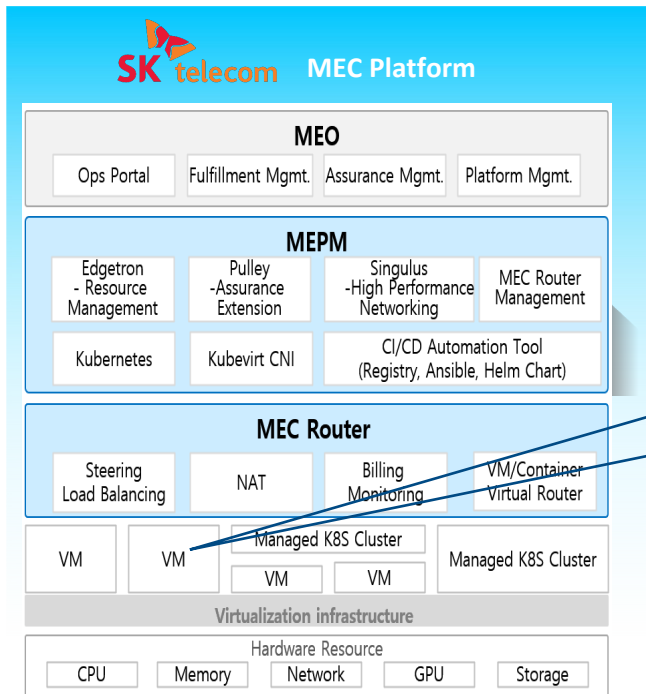 SK telecom MEC Platform
MEO
Ops Portal Fulfillment Mgmt. Assurance Mgmt. Platform Mgmt.
MEPM
Edgetron
- Resource
Management
Pulley
-Assurance
Extension
Singulus
-High Performance
Networking
MEC Router
Management
Kubernetes
Kubevirt CNI
CI/CD Automation Tool
(Registry, Ansible, Helm Chart)
MEC Router
Steering
Load Balancing
NAT
Billing
Monitoring
VM/Container
Virtual Router
VM
VM
Managed K8S Cluster
VM
VM
Managed K8S Cluster
Virtualization infrastructure
Hardware Resource
CPU Memory Network GPU Storage